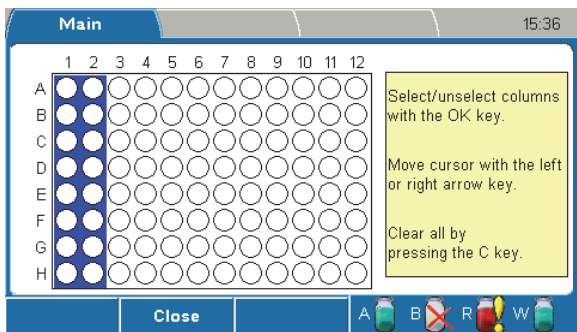 Main
15:36
1 2 3 4 5 6 7 8 9 10 11 12
A
B
C
D
E
F
G
H
Select/unselect columns
with the OK key.
Move cursor with the left
or right arrow key.
Clear all by
pressing the C key.
Close
A B R W